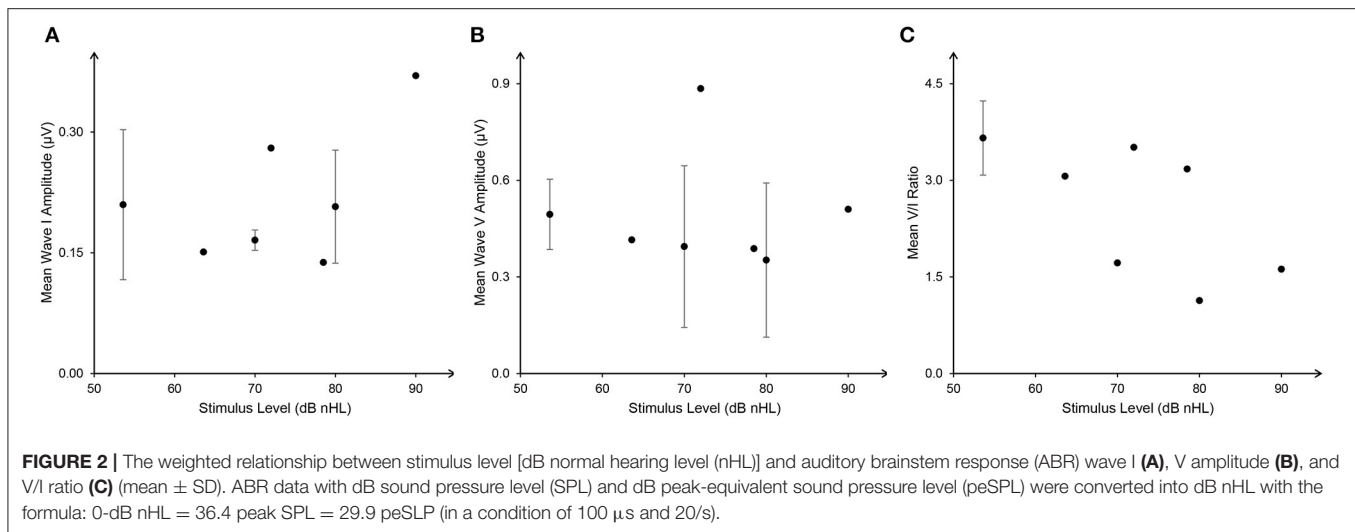 A
Mean Wave I Amplitude (μV)
0.30
0.15
0.00
50 60 70 80 90
Stimulus Level (dB nHL)
B
Mean Wave V Amplitude (μV)
0.9
0.6
0.3
0.0
50 60 70 80 90
Stimulus Level (dB nHL)
C
Mean V/I Ratio
4.5
3.0
1.5
0.0
50 60 70 80 90
Stimulus Level (dB nHL)
FIGURE 2 | The weighted relationship between stimulus level [dB normal hearing level (nHL)] and auditory brainstem response (ABR) wave I (A), V amplitude (B), and
V/I ratio (C) (mean ± SD). ABR data with dB sound pressure level (SPL) and dB peak-equivalent sound pressure level (peSPL) were converted into dB nHL with the
formula: 0-dB nHL = 36.4 peak SPL = 29.9 peSLP (in a condition of 100 μs and 20/s).